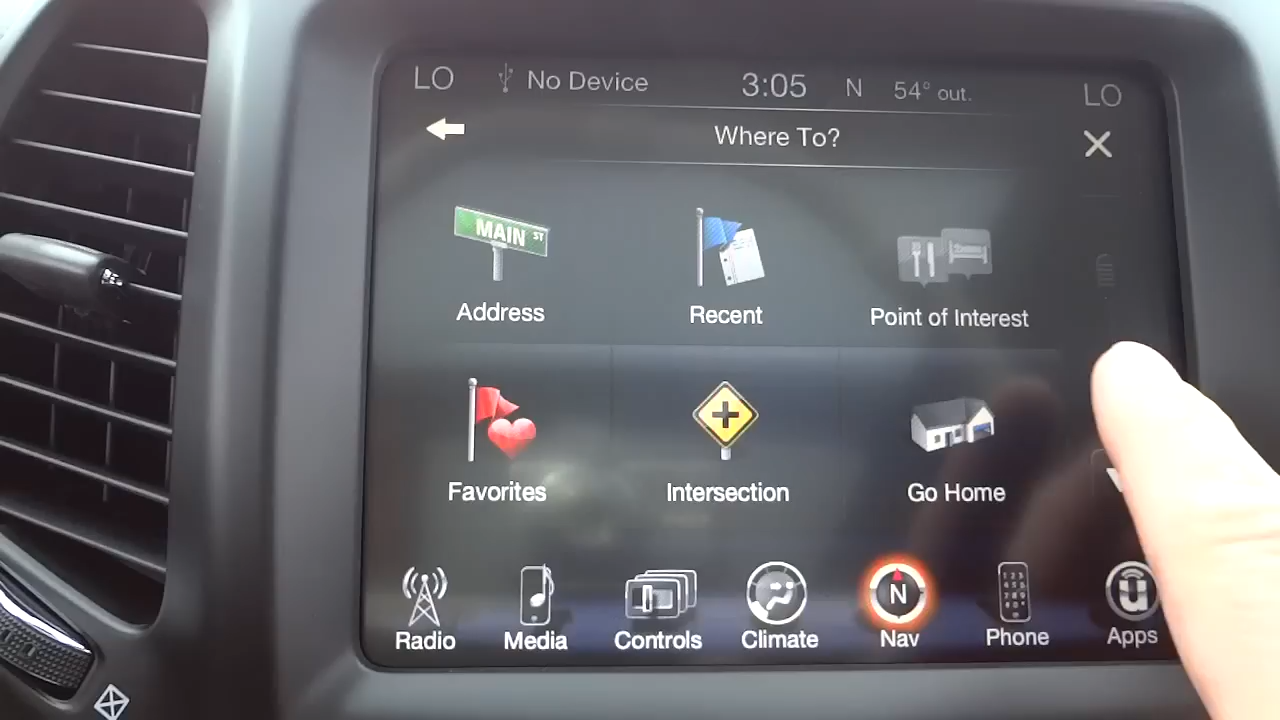 LO No Device 3:05 N 54° out. LO
Where To?
MAIN ST
Address Recent Point of Interest
Favorites Intersection Go Home
N
Radio Media Controls Climate Nav Phone Apps